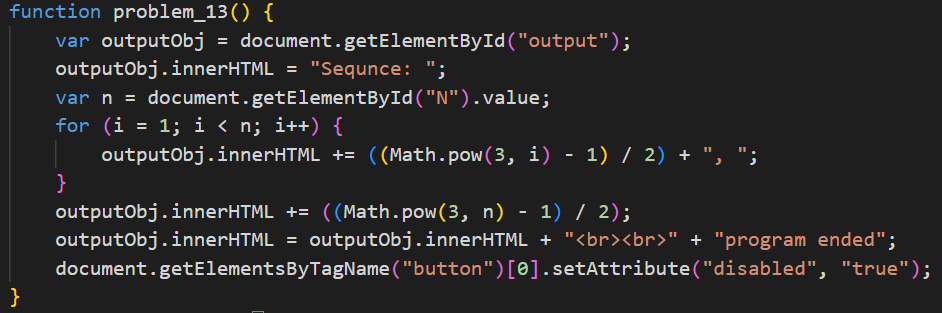 function problem_13() {
    var outputObj = document.getElementById("output");
    outputObj.innerHTML = "Sequnce: ";
    var n = document.getElementById("N").value;
    for (i = 1; i < n; i++) {
        outputObj.innerHTML += ((Math.pow(3, i) - 1) / 2) + ", ";
    }
    outputObj.innerHTML += ((Math.pow(3, n) - 1) / 2);
    outputObj.innerHTML = outputObj.innerHTML + "<br><br>" + "program ended";
    document.getElementsByTagName("button")[0].setAttribute("disabled", "true");
}